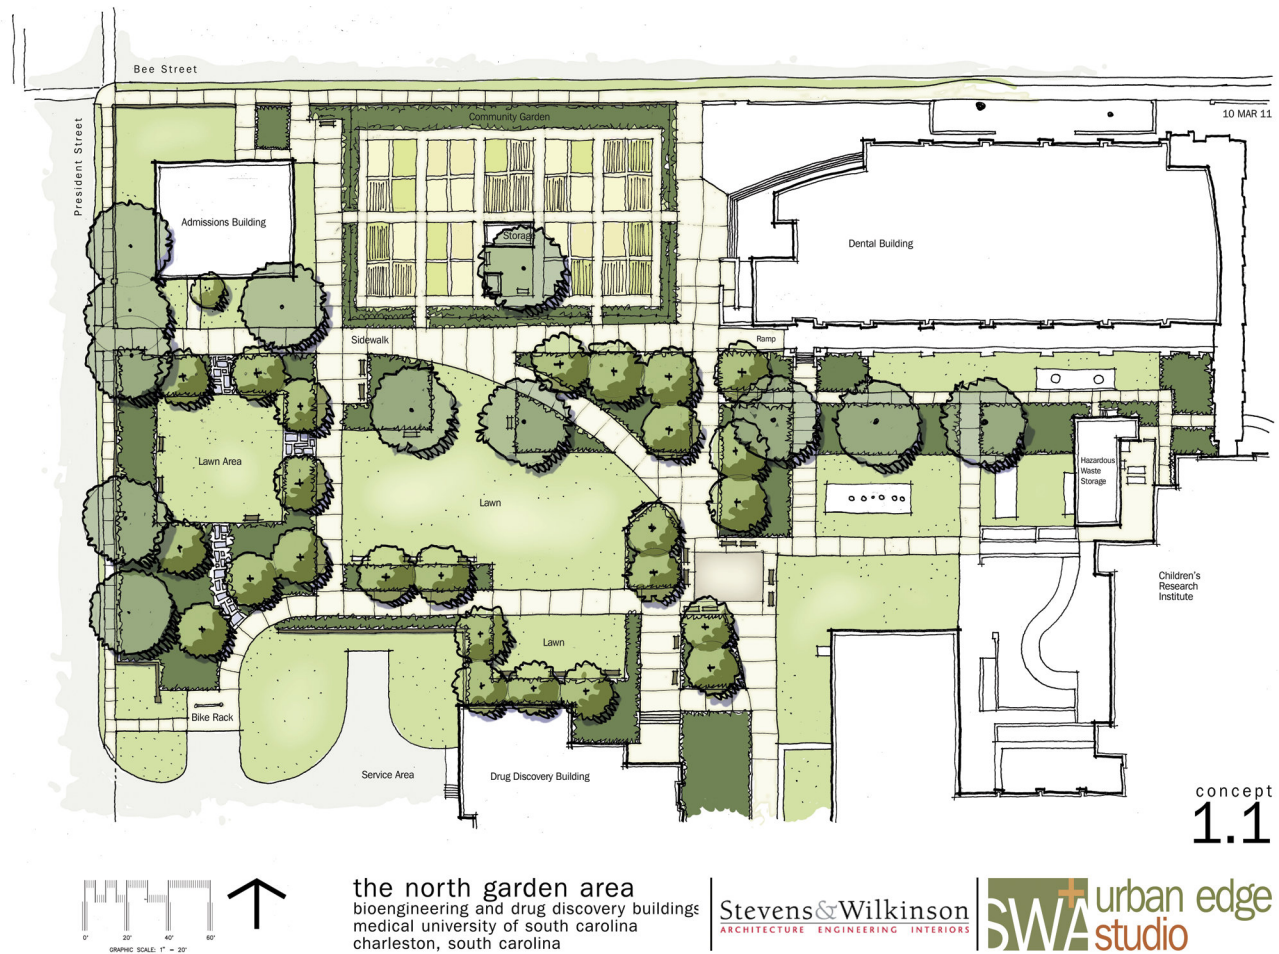 Bee Street
President Street
10 MAR 11
Community Garden
Admissions Building
Storage
Dental Building
Sidewalk
Ramp
Lawn Area
Lawn
Hazardous
Waste
Storage
Children's
Research
Institute
Lawn
Bike Rack
Service Area
Drug Discovery Building
concept
1.1
0' 20' 40' 60'
GRAPHIC SCALE: 1" = 20'
the north garden area
bioengineering and drug discovery buildings
medical university of south carolina
charleston, south carolina
Stevens&Wilkinson
ARCHITECTURE ENGINEERING INTERIORS
SWA+
urban edge
studio